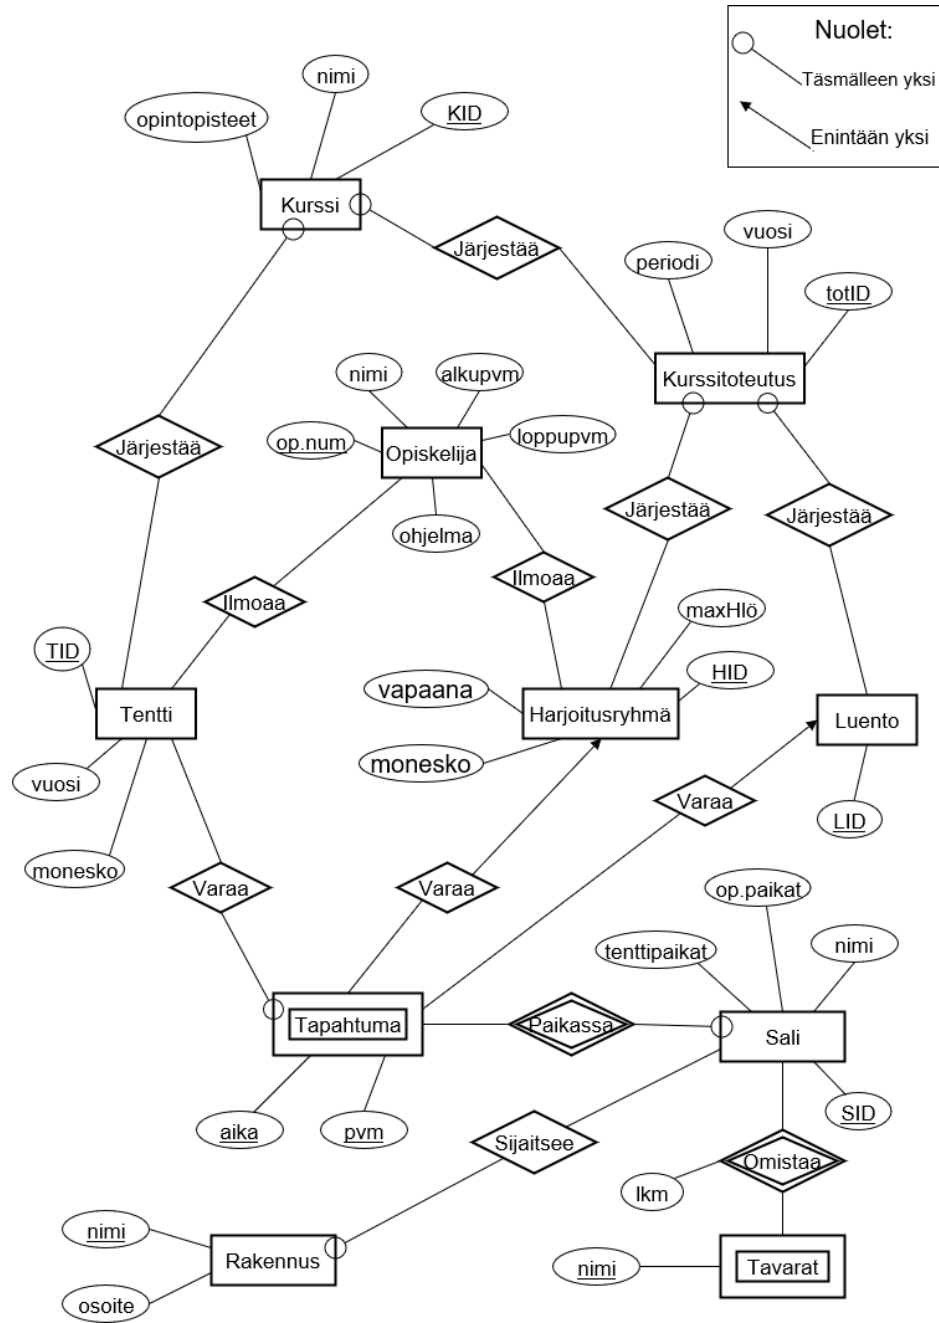 Nuolet:
Täsmälleen yksi
Enintään yksi
nimi
opintopisteet
KID
Kurssi
Järjestää
vuosi
periodi
totID
Kurssitoteutus
nimi
alkupvm
op.num
loppupvm
Opiskelija
ohjelma
Järjestää
Järjestää
Järjestää
Ilmoaa
Ilmoaa
maxHlö
TID
HID
vapaana
Tentti
Harjoitusryhmä
Luento
monesko
vuosi
Varaa
LID
monesko
Varaa
Varaa
op.paikat
nimi
tenttipaikat
Tapahtuma
Paikassa
Sali
SID
aika
pvm
Sijaitsee
Omistaa
lkm
nimi
Rakennus
nimi
Tavarat
osoite